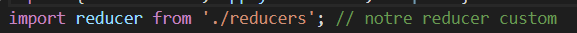 import reducer from './reducers'; // notre reducer custom